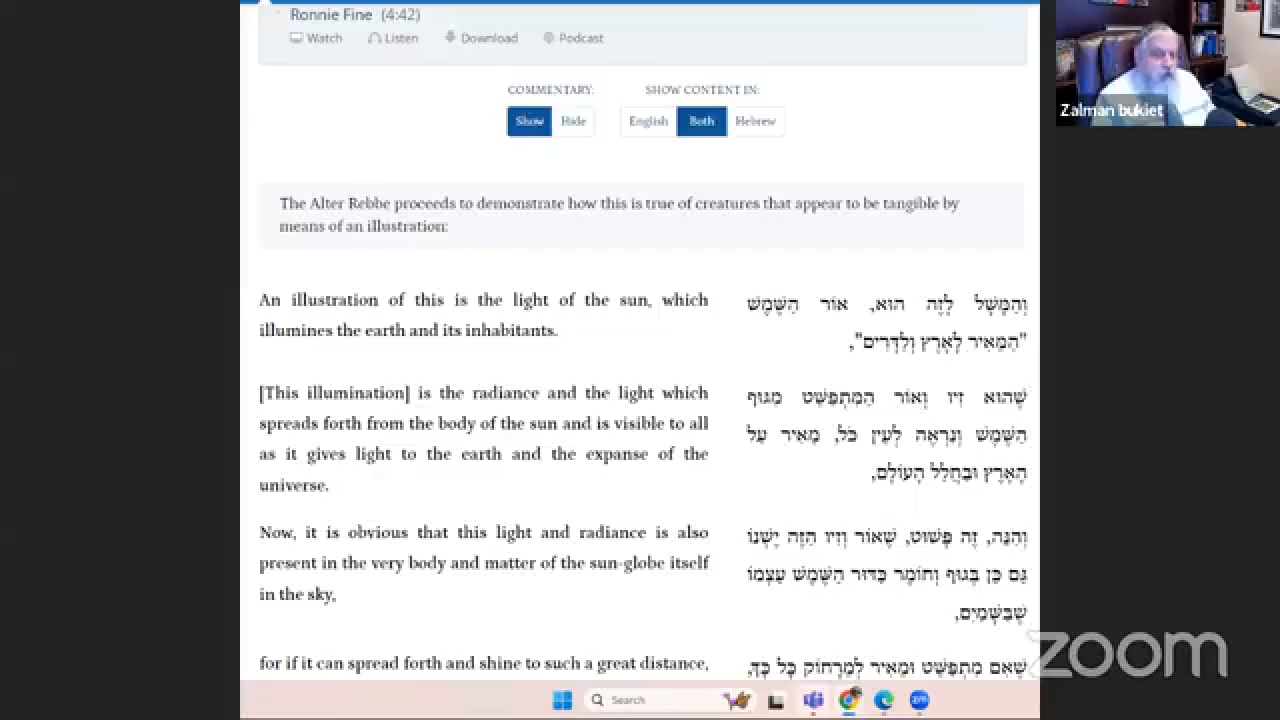 Ronnie Fine (4:42)
Watch Listen Download Podcast
Zalman bukiet
COMMENTARY: SHOW CONTENT IN:
Show Hide English Both Hebrew
The Alter Rebbe proceeds to demonstrate how this is true of creatures that appear to be tangible by
means of an illustration:
An illustration of this is the light of the sun, which
illumines the earth and its inhabitants.
וְהַמָּשָׁל לָזֶה הוּא, אוֹר הַשֶּׁמֶשׁ
"הַמֵּאִיר לָאָרֶץ וְלַדָּרִים",
[This illumination] is the radiance and the light which
spreads forth from the body of the sun and is visible to all
as it gives light to the earth and the expanse of the
universe.
שֶׁהוּא זִיו וְאוֹר הַמִּתְפַּשֵּׁט מִגּוּף
הַשֶּׁמֶשׁ וְנִרְאֶה לְעֵין כֹּל, מֵאִיר עַל
הָאָרֶץ וּבַחֲלַל הָעוֹלָם,
Now, it is obvious that this light and radiance is also
present in the very body and matter of the sun-globe itself
in the sky,
וְהִנֵּה, זֶה פָּשׁוּט, שֶׁאוֹר וְזִיו הַזֶּה יֶשְׁנוֹ
גַּם כֵּן בְּגוּף וְחוֹמֶר כַּדּוּר הַשֶּׁמֶשׁ עַצְמוֹ
שֶׁבַּשָּׁמַיִם,
for if it can spread forth and shine to such a great distance,
שֶׁאִם מִתְפַּשֵּׁט וּמֵאִיר לְמֵרָחוֹק כָּל כָּךְ,
zoom
Search